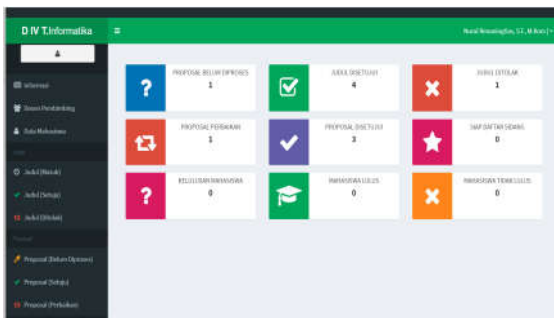 D IV T.Informatika
Informasi
Dosen Pembimbing
Data Mahasiswa
Judul (Masuk)
Judul (Setuju)
Judul (Ditolak)
Proposal (Belum Diproses)
Proposal (Setuju)
Proposal (Perbaikan)
PROPOSAL BELUM DIPROSES
1
JUDUL DISETUJUI
4
JUDUL DITOLAK
1
PROPOSAL PERBAIKAN
1
PROPOSAL DISETUJUI
3
SIAP DAFTAR SIDANG
0
KELULUSAN MAHASISWA
0
MAHASISWA LULUS
0
MAHASISWA TIDAK LULUS
0